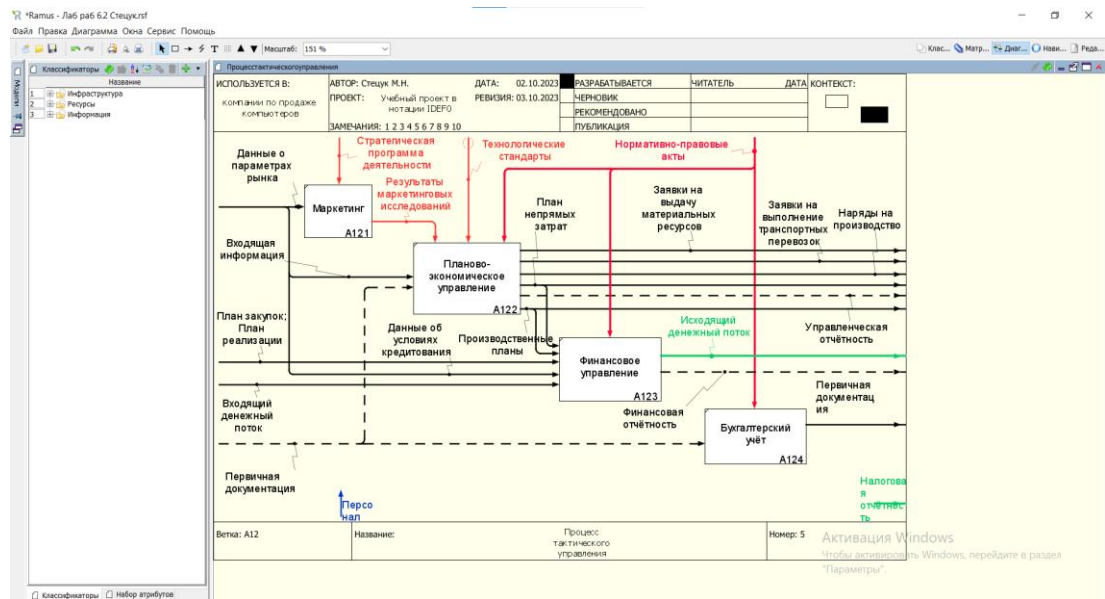 *Ramus - Лаб раб 6.2 Стецук.rsf
Файл Правка Диаграмма Окна Сервис Помощь
Масштаб: 151 %
Клас... Матр... Диаг... Нави... Реда...
Модели
Классификаторы
Название
1 Инфраструктура
2 Ресурсы
3 Информация
Классификаторы Набор атрибутов
Процесстактическогоуправления
ИСПОЛЬЗУЕТСЯ В:
компании по продаже
компьютеров
АВТОР: Стецук М.Н.
ДАТА: 02.10.2023
ПРОЕКТ: Учебный проект в
нотации IDEF0
РЕВИЗИЯ: 03.10.2023
ЗАМЕЧАНИЯ: 1 2 3 4 5 6 7 8 9 10
РАЗРАБАТЫВАЕТСЯ
ЧЕРНОВИК
РЕКОМЕНДОВАНО
ПУБЛИКАЦИЯ
ЧИТАТЕЛЬ
ДАТА
КОНТЕКСТ:
Данные о
параметрах
рынка
Стратегическая
программа
деятельности
Технологические
стандарты
Нормативно-правовые
акты
Результаты
маркетинговых
исследований
Маркетинг
A121
План
непрямых
затрат
Заявки на
выдачу
материальных
ресурсов
Заявки на
выполнение
транспортных
перевозок
Наряды на
производство
Входящая
информация
Планово-
экономическое
управление
A122
План закупок;
План
реализации
Данные об
условиях
кредитования
Производственные
планы
Исходящий
денежный поток
Управленческая
отчётность
Финансовое
управление
A123
Входящий
денежный
поток
Финансовая
отчётность
Первичная
документац
ия
Бухгалтерский
учёт
A124
Первичная
документация
Персо
нал
Налогова
я
отчётнос
ть
Ветка: A12
Название:
Процесс
тактического
управления
Номер: 5
Активация Windows
Чтобы активировать Windows, перейдите в раздел
"Параметры".